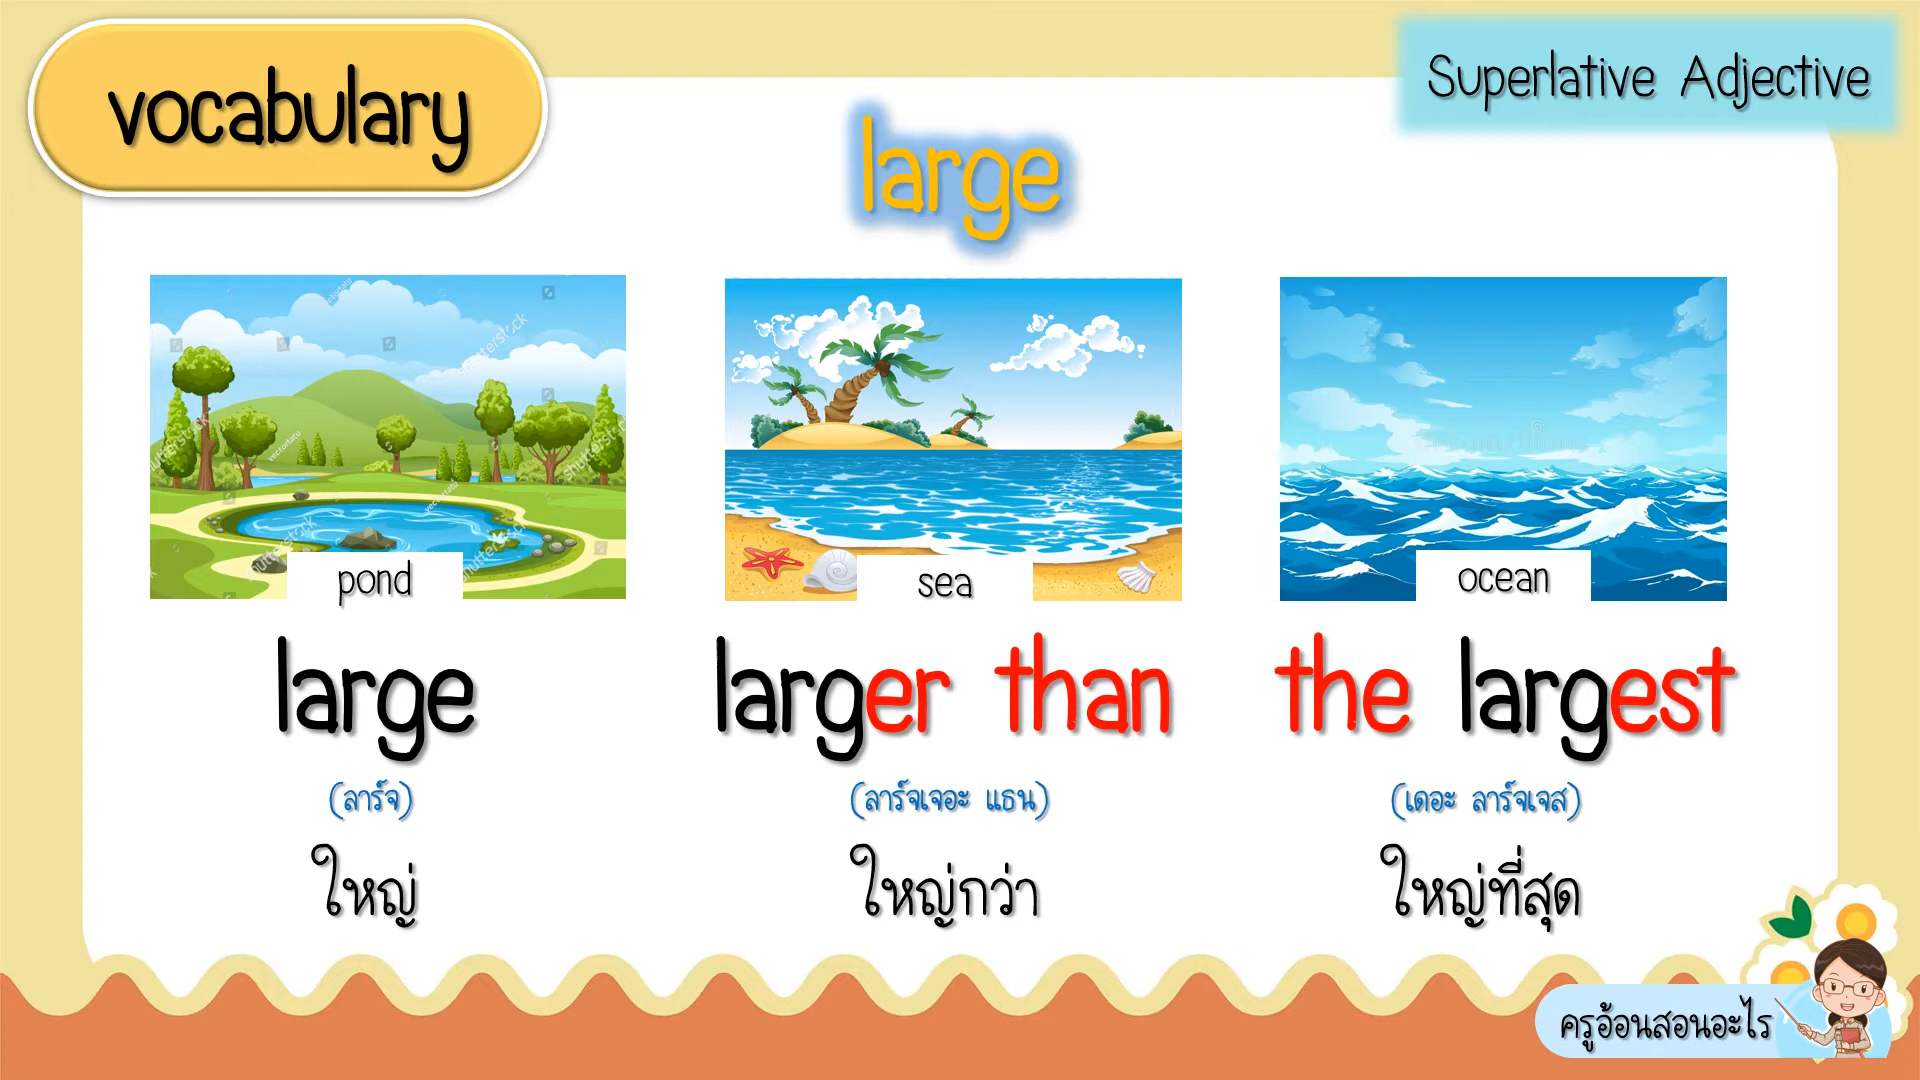 vocabulary
Superlative Adjective
large
pond
sea
ocean
large
larger than
the largest
(ลาร์จ)
(ลาร์จเจอะ แธน)
(เดอะ ลาร์จเจส)
ใหญ่
ใหญ่กว่า
ใหญ่ที่สุด
ครูอ้อนสอนอะไร